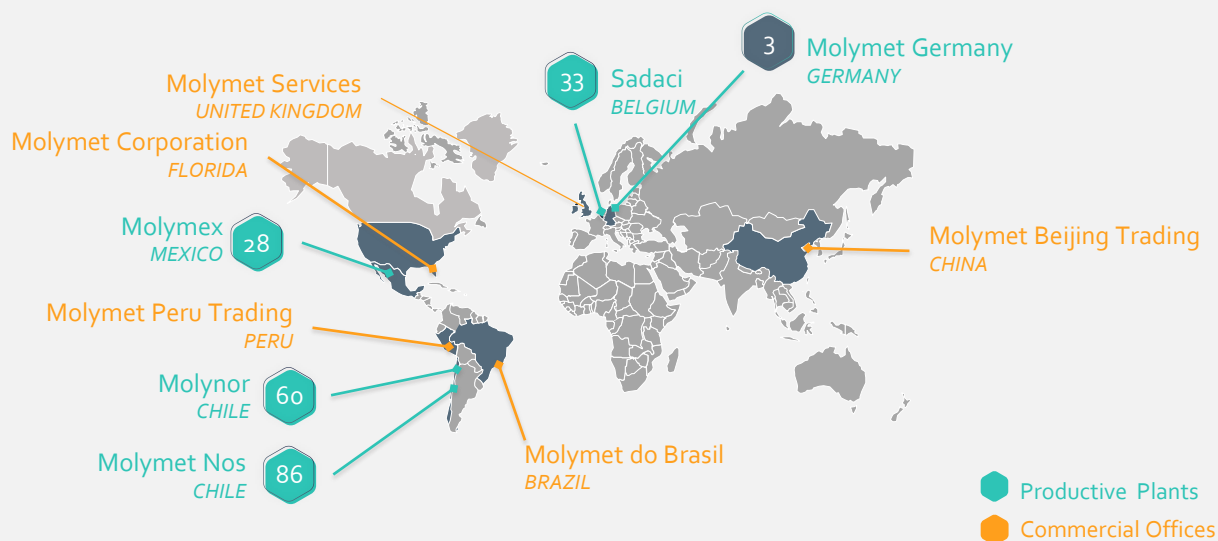 3
Molymet Germany
GERMANY
33
Sadaci
BELGIUM
Molymet Services
UNITED KINGDOM
Molymet Corporation
FLORIDA
Molymex
MEXICO
28
Molymet Beijing Trading
CHINA
Molymet Peru Trading
PERU
Molynor
CHILE
60
Molymet do Brasil
BRAZIL
Molymet Nos
CHILE
86
Productive Plants
Commercial Offices